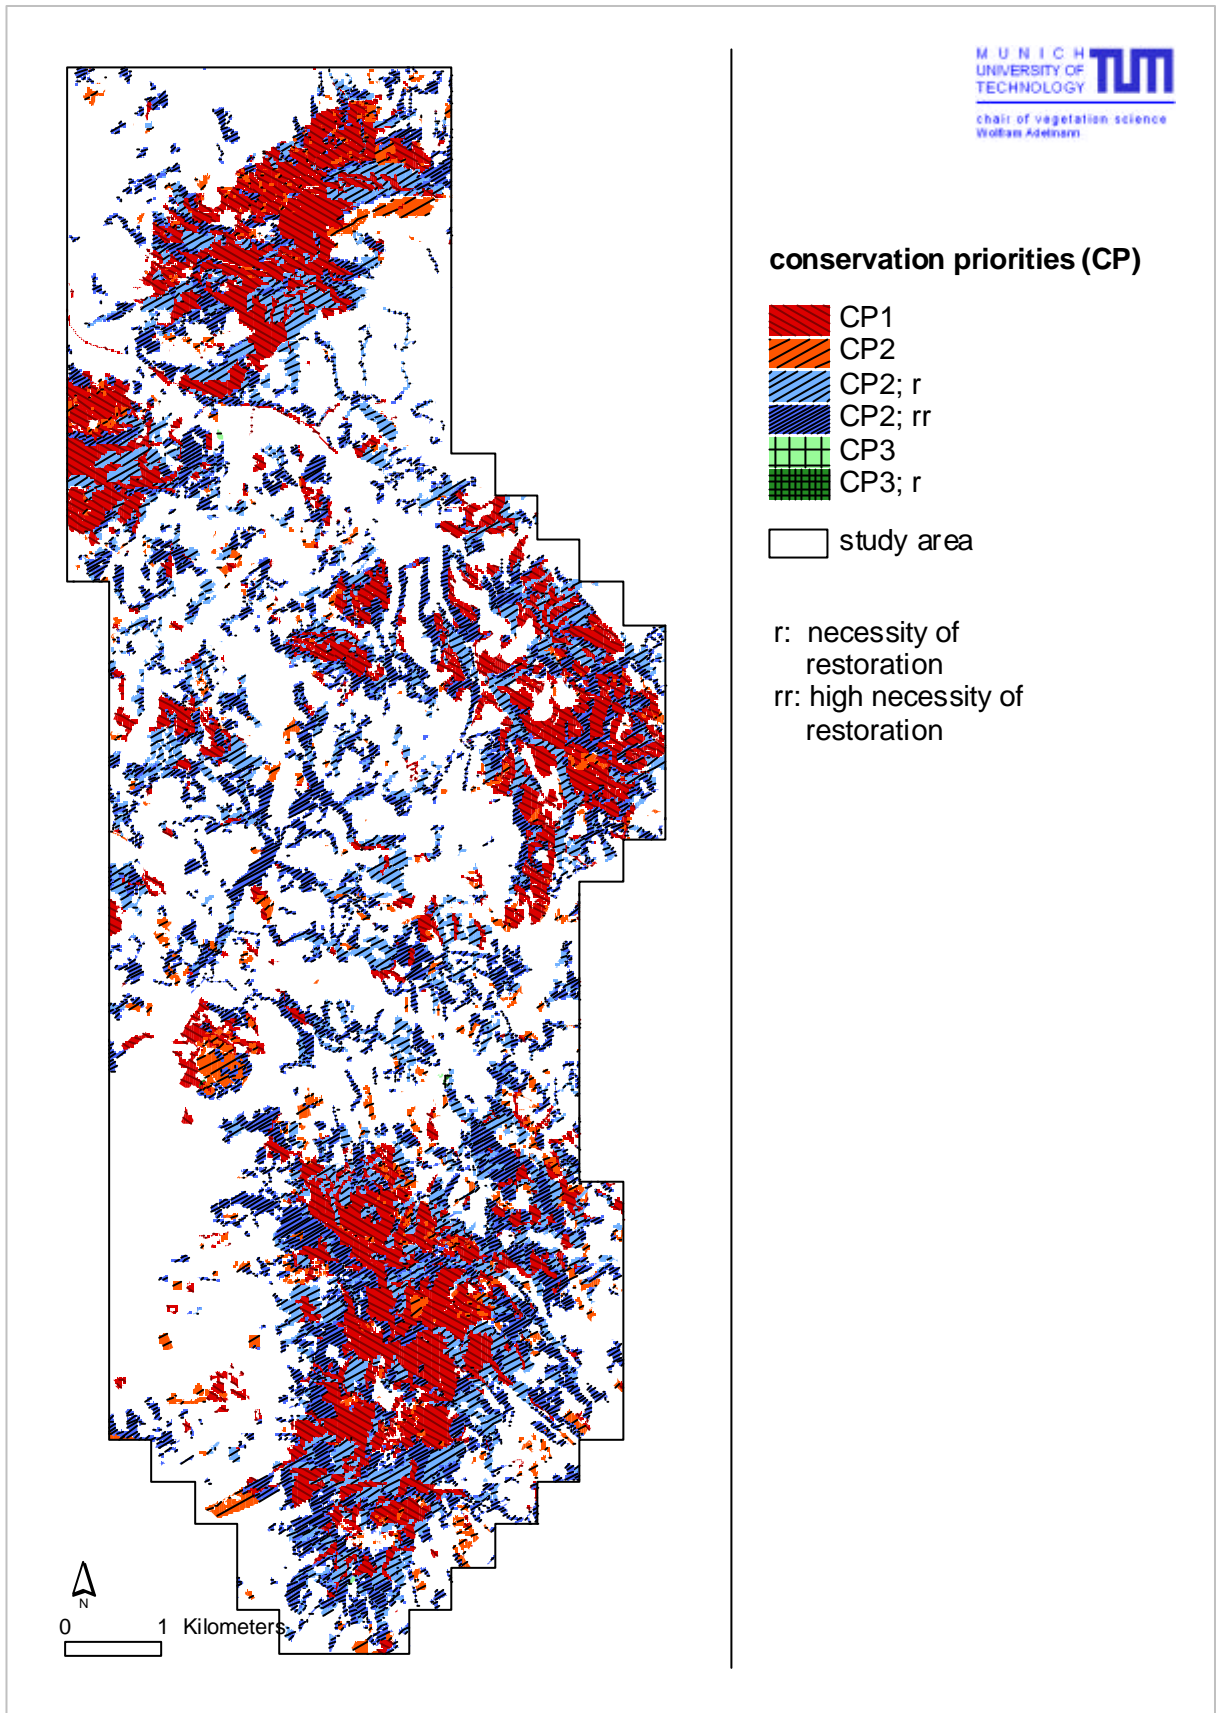 MUNICH
UNIVERSITY OF
TECHNOLOGY
TUM
chair of vegetation science
Wolfram Adelmann
conservation priorities (CP)
CP1
CP2
CP2; r
CP2; rr
CP3
CP3; r
study area
r: necessity of
restoration
rr: high necessity of
restoration
N
0 1 Kilometers